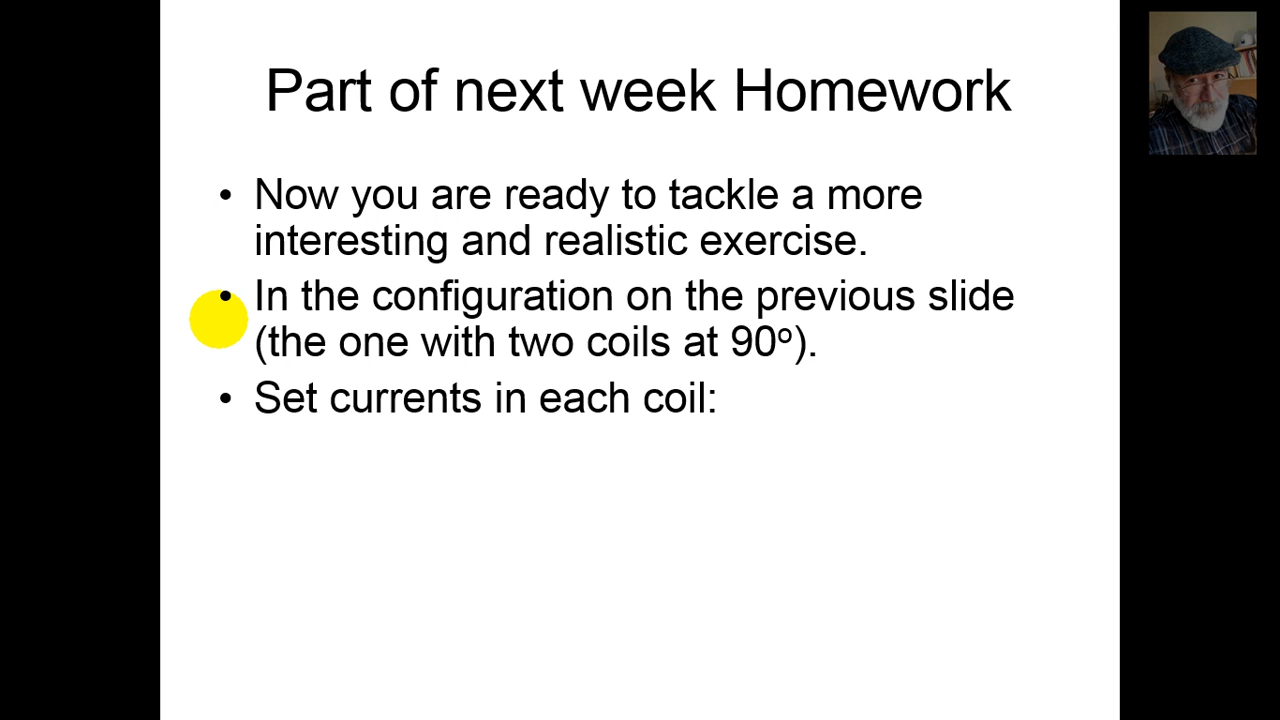 Part of next week Homework
• Now you are ready to tackle a more
interesting and realistic exercise.
• In the configuration on the previous slide
(the one with two coils at 90º).
• Set currents in each coil: